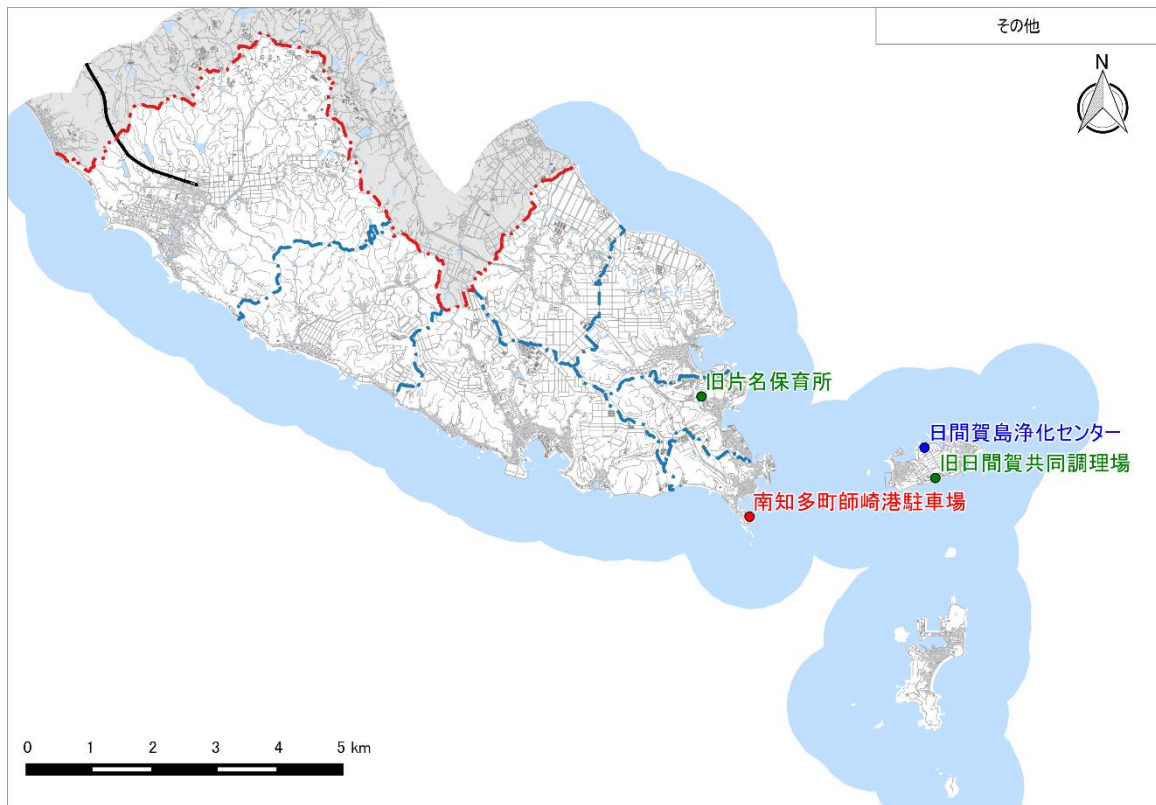 その他
N
旧片名保育所
日間賀島浄化センター
旧日間賀共同調理場
南知多町師崎港駐車場
0 1 2 3 4 5 km